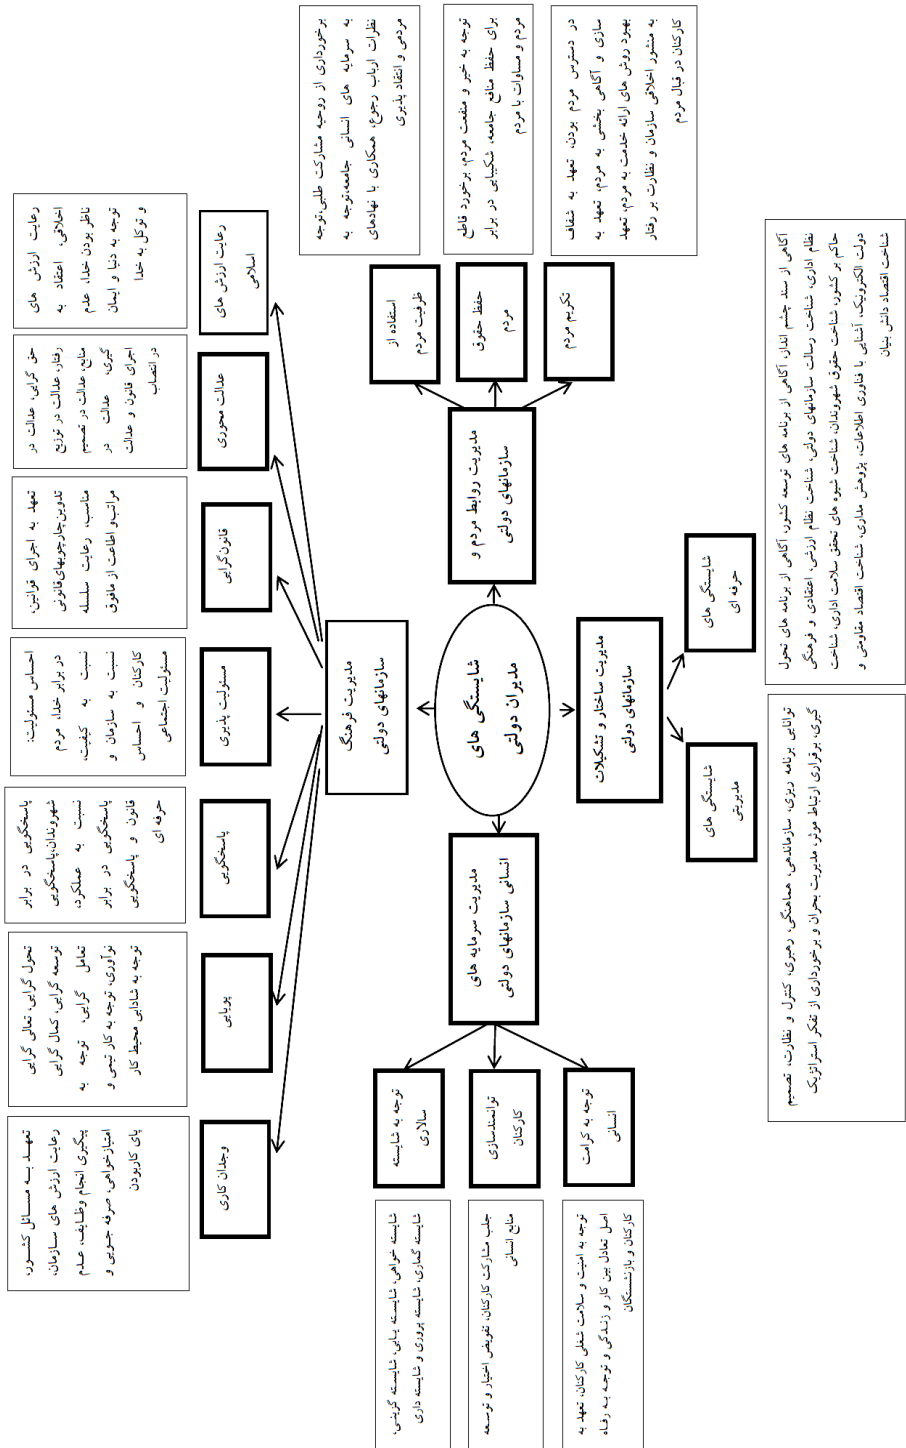 شایستگی های
مدیران دولتی
مدیریت فرهنگ
سازمانهای دولتی
رعایت ارزش های
اسلامی
رعایت ارزش های
اخلاقی، اعتقاد به
ناظر بودن خدا، عدم
توجه به دنیا و ایمان
و توکل به خدا
عدالت محوری
حق گرایی، عدالت در
رفتار، عدالت در توزیع
منابع، عدالت در تصمیم
گیری، عدالت در
اجرای قانون و عدالت
در انتصاب
قانون گرایی
تعهد به اجرای قوانین،
تدوین چارچوبهای قانونی
مناسب، رعایت سلسله
مراتب و اطاعت از مافوق
مسئولیت پذیری
احساس مسئولیت:
در برابر خدا، مردم
نسبت به کیفیت،
نسبت به سازمان و
کارکنان و احساس
مسئولیت اجتماعی
پاسخگویی
پاسخگویی در برابر
شهروندان، پاسخگویی
نسبت به عملکرد،
پاسخگویی در برابر
قانون و پاسخگویی
حرفه ای
پویایی
تحول گرایی، تعالی گرایی
توسعه گرایی، کمال گرایی
تعامل گرایی، توجه به
نوآوری، توجه به کار تیمی و
توجه به شادابی محیط کار
وجدان کاری
تعهد به مسائل کشور،
رعایت ارزش های سازمان،
پیگیری انجام وظایف، عدم
امتیازخواهی، صرفه جویی و
پای کاربودن
مدیریت روابط مردم و
سازمانهای دولتی
استفاده از
ظرفیت مردم
برخورداری از روحیه مشارکت طلبی، توجه
به سرمایه های انسانی جامعه، توجه به
نظرات ارباب رجوع، همکاری با نهادهای
مردمی و انتقاد پذیری
حفظ حقوق
مردم
توجه به خیر و منفعت مردم، برخورد قاطع
برای حفظ منافع جامعه، شکیبایی در برابر
مردم و مساوات با مردم
تکریم مردم
در دسترس مردم بودن، تعهد به شفاف
سازی و آگاهی بخشی به مردم، تعهد به
بهبود روش های ارائه خدمت به مردم، تعهد
به منشور اخلاقی سازمان و نظارت بر رفتار
کارکنان در قبال مردم
مدیریت ساختار و تشکیلات
سازمانهای دولتی
شایستگی های
حرفه ای
آگاهی از سند چشم انداز، آگاهی از برنامه های توسعه کشور، آگاهی از برنامه های تحول
نظام اداری، شناخت رسالت سازمانهای دولتی، شناخت نظام ارزشی، اعتقادی و فرهنگی
حاکم بر کشور، شناخت حقوق شهروندان، شناخت شیوه های تحقق سلامت اداری، شناخت
دولت الکترونیک، آشنایی با فناوری اطلاعات، پژوهش مداری، شناخت اقتصاد مقاومتی و
شناخت اقتصاد دانش بنیان
شایستگی های
مدیریتی
توانایی برنامه ریزی، سازماندهی، هماهنگی، رهبری، کنترل و نظارت، تصمیم
گیری، برقراری ارتباط موثر، مدیریت بحران و برخورداری از تفکر استراتژیک
مدیریت سرمایه های
انسانی سازمانهای دولتی
توجه به شایسته
سالاری
شایسته خواهی، شایسته یابی، شایسته گزینی،
شایسته گماری، شایسته پروری و شایسته داری
توانمندسازی
کارکنان
جلب مشارکت کارکنان، تفویض اختیار و توسعه
منابع انسانی
توجه به کرامت
انسانی
توجه به امنیت و سلامت شغلی کارکنان، تعهد به
اصل تعادل بین کار و زندگی و توجه به رفاه
کارکنان و بازنشستگان